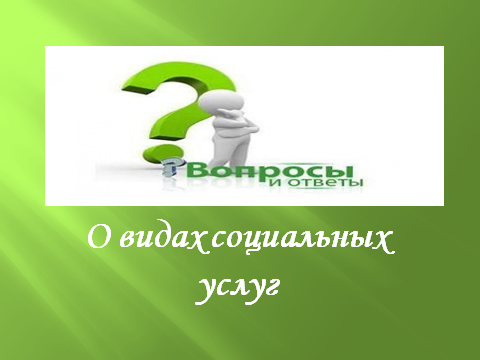 Вопросы
и ответы
О видах социальных
услуг